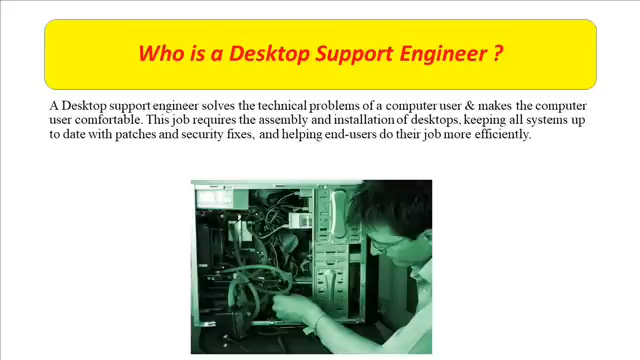 Who is a Desktop Support Engineer ?
A Desktop support engineer solves the technical problems of a computer user & makes the computer
user comfortable. This job requires the assembly and installation of desktops, keeping all systems up
to date with patches and security fixes, and helping end-users do their job more efficiently.